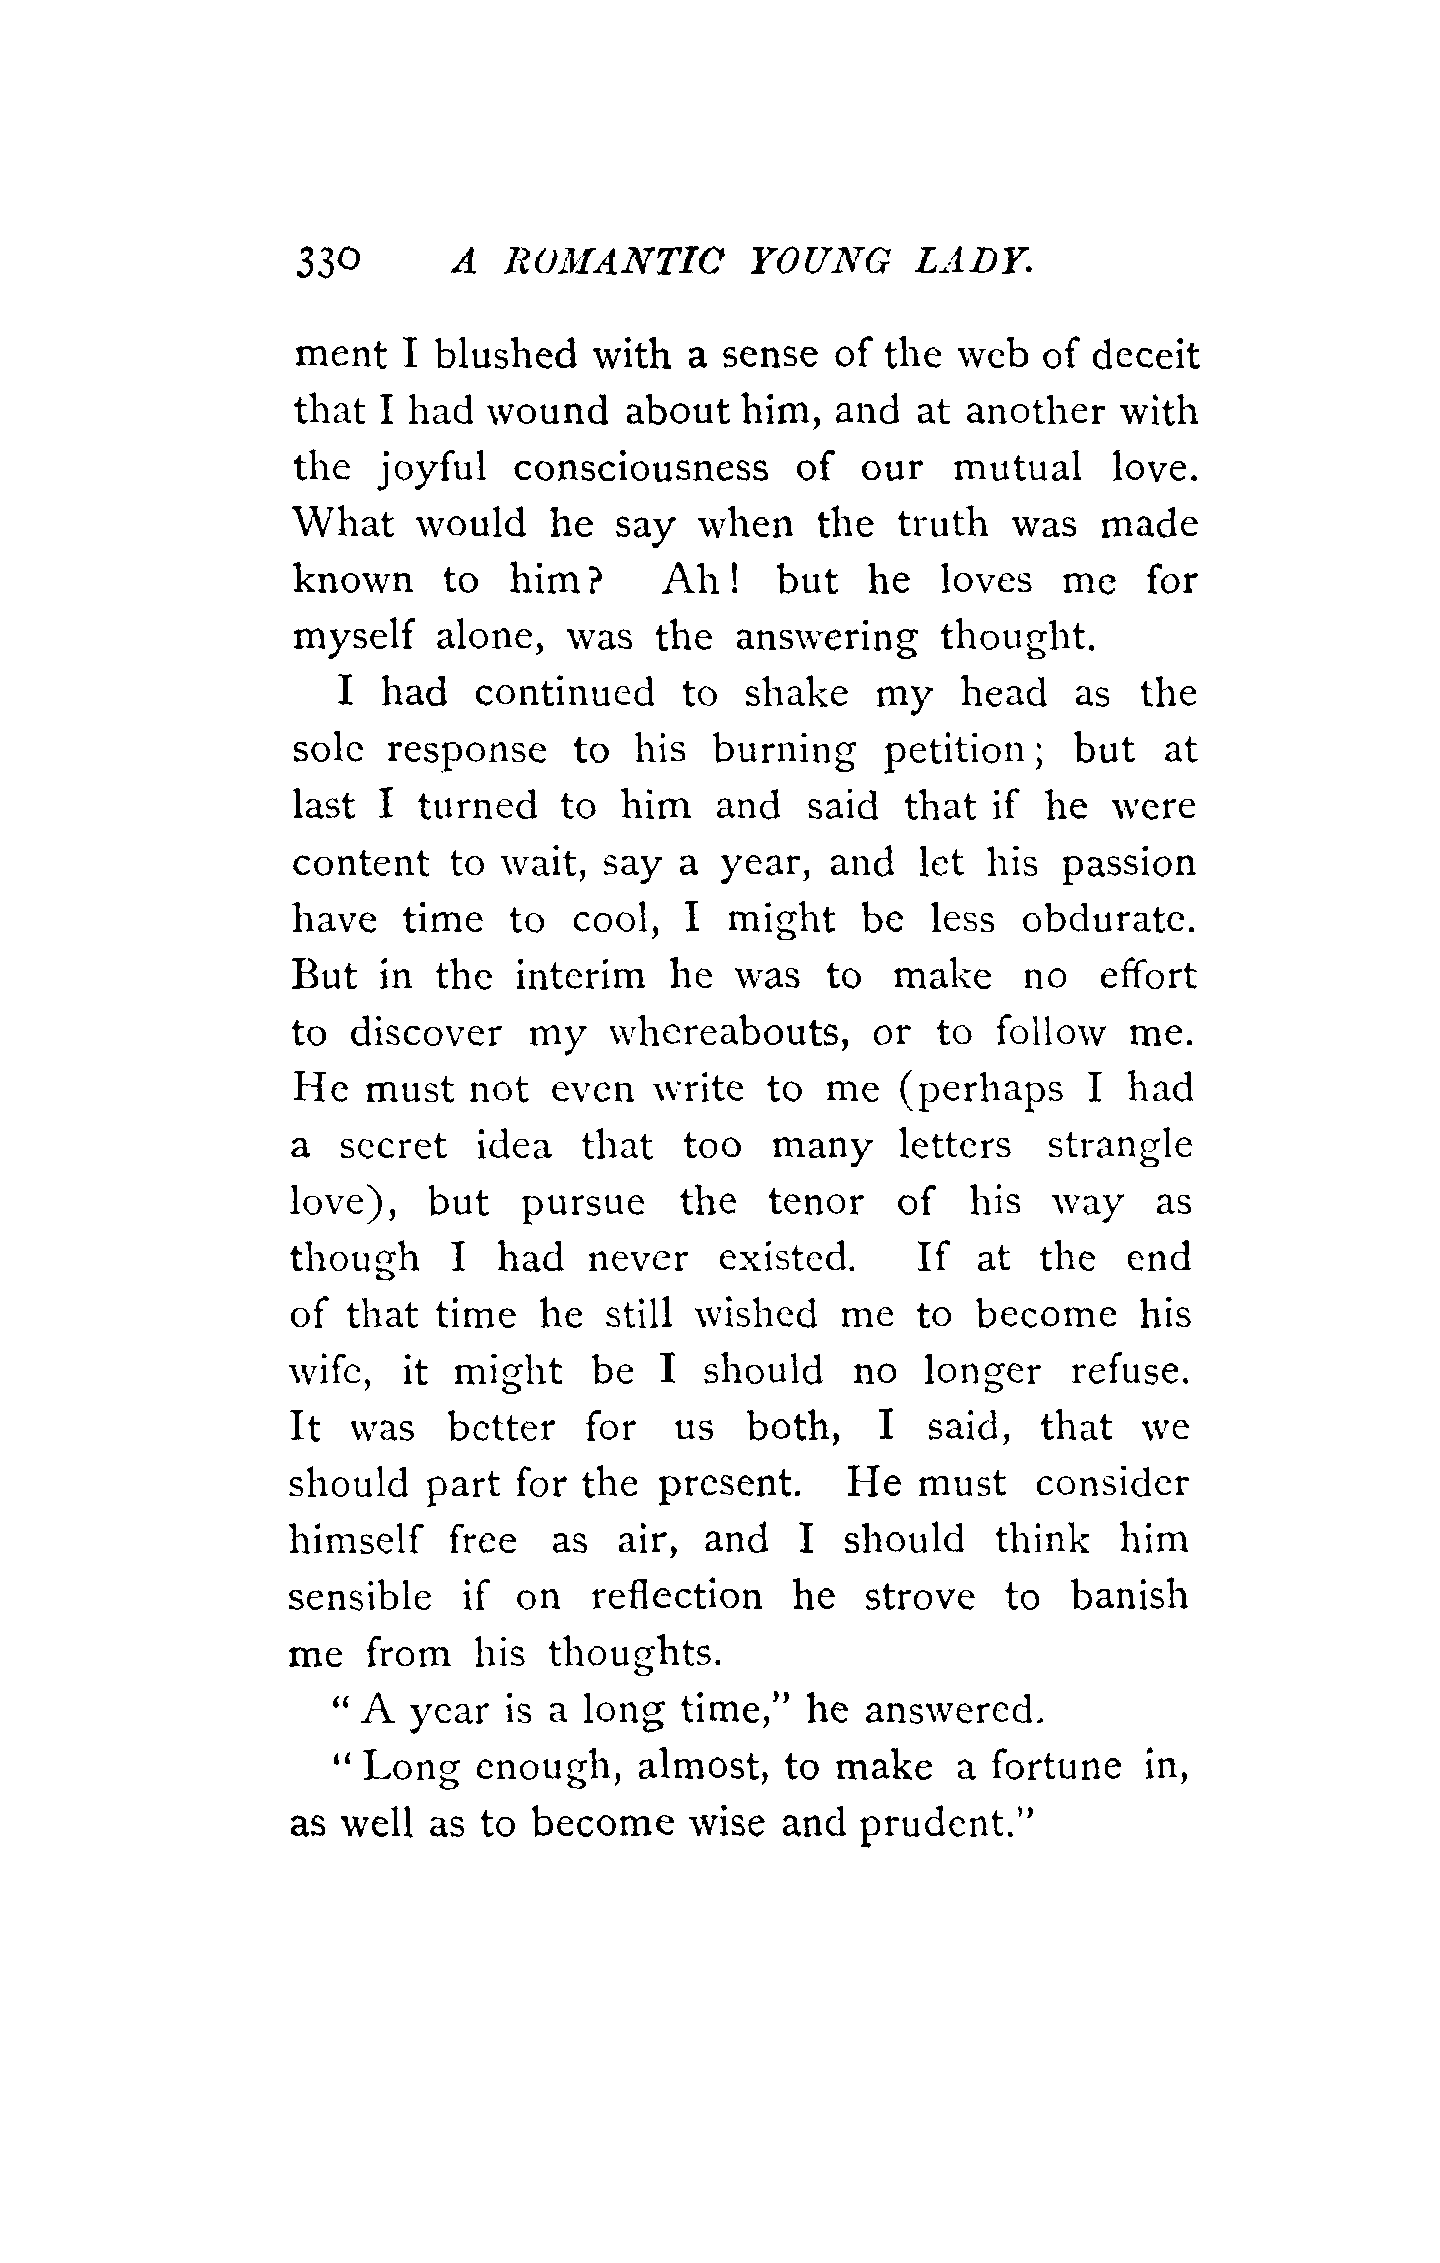 330 A ROMANTIC YOUNG LADY.
ment I blushed with a sense of the web of deceit
that I had wound about him, and at another with
the joyful consciousness of our mutual love.
What would he say when the truth was made
known to him? Ah! but he loves me for
myself alone, was the answering thought.
I had continued to shake my head as the
sole response to his burning petition; but at
last I turned to him and said that if he were
content to wait, say a year, and let his passion
have time to cool, I might be less obdurate.
But in the interim he was to make no effort
to discover my whereabouts, or to follow me.
He must not even write to me (perhaps I had
a secret idea that too many letters strangle
love), but pursue the tenor of his way as
though I had never existed. If at the end
of that time he still wished me to become his
wife, it might be I should no longer refuse.
It was better for us both, I said, that we
should part for the present. He must consider
himself free as air, and I should think him
sensible if on reflection he strove to banish
me from his thoughts.
"A year is a long time," he answered.
"Long enough, almost, to make a fortune in,
as well as to become wise and prudent."